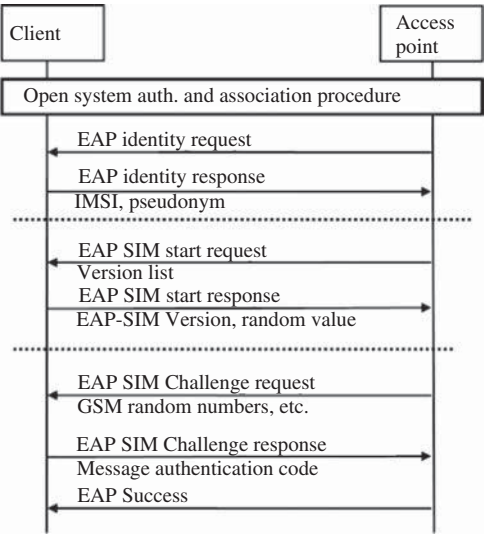 Client
Access
point
Open system auth. and association procedure
EAP identity request
EAP identity response
IMSI, pseudonym
EAP SIM start request
Version list
EAP SIM start response
EAP-SIM Version, random value
EAP SIM Challenge request
GSM random numbers, etc.
EAP SIM Challenge response
Message authentication code
EAP Success